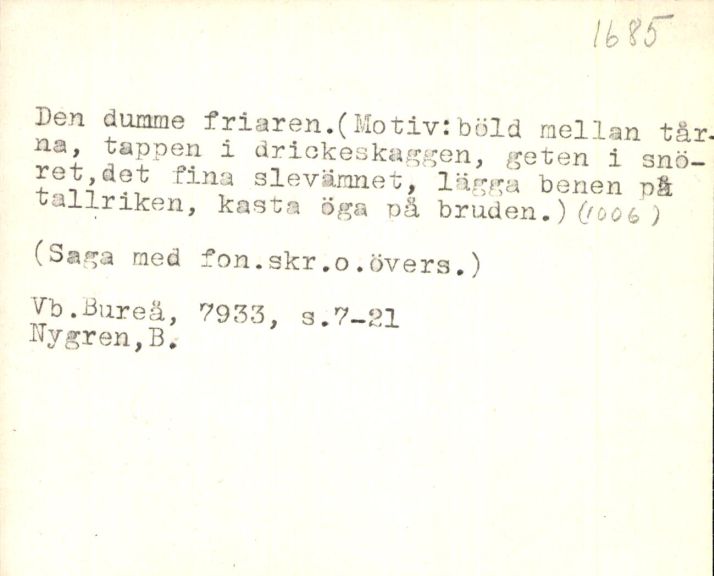 1685
Den dumme friaren.(Motiv:böld mellan tår-
na, tappen i drickeskaggen, geten i snö-
ret,det fina slevämnet, lägga benen på
tallriken, kasta öga på bruden.)(1006)
(Saga med fon.skr.o.övers.)
Vb.Bureå, 7933, s.7-21
Nygren,B.